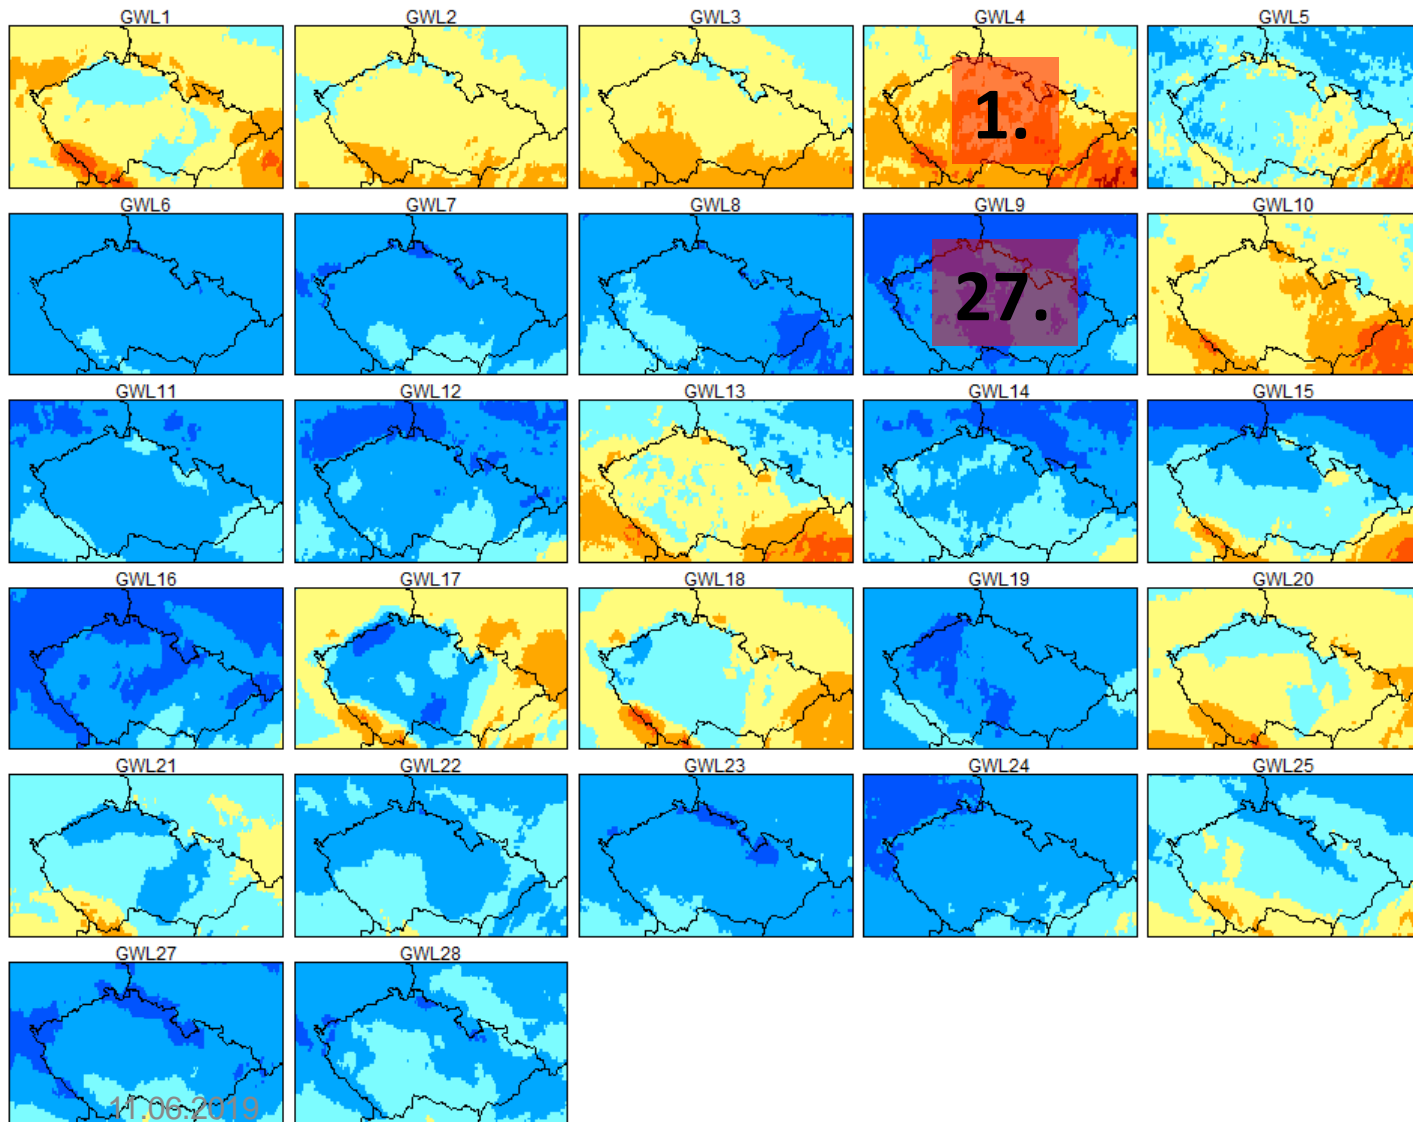 GWL1 GWL2 GWL3 GWL4 GWL5
1.
GWL6 GWL7 GWL8 GWL9 GWL10
27.
GWL11 GWL12 GWL13 GWL14 GWL15
GWL16 GWL17 GWL18 GWL19 GWL20
GWL21 GWL22 GWL23 GWL24 GWL25
GWL27 GWL28
11.06.2019